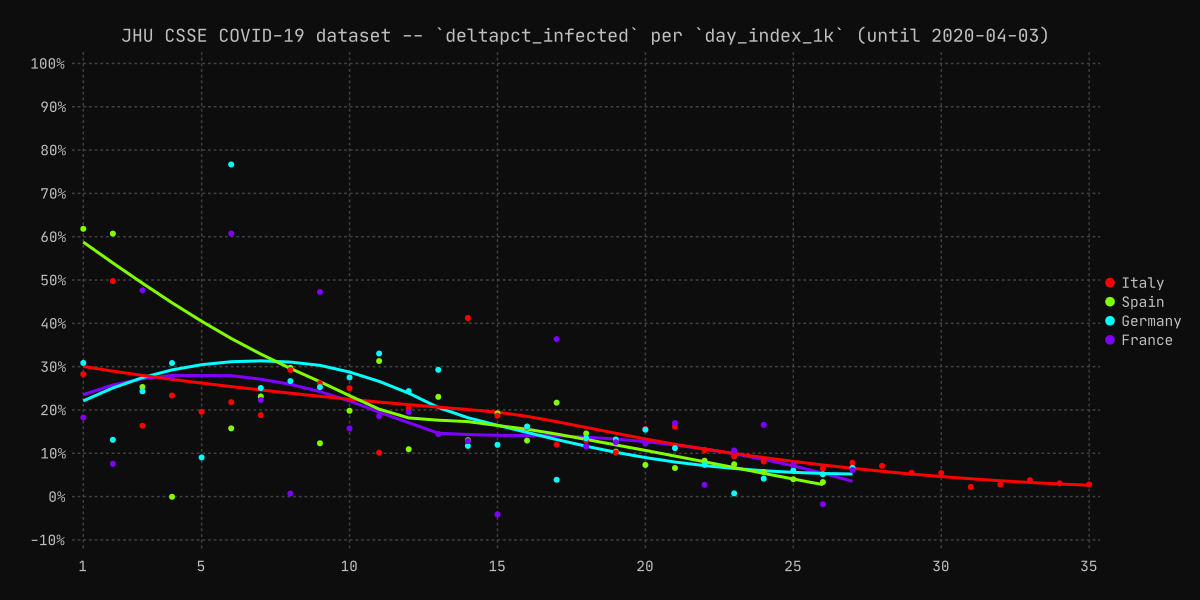 JHU CSSE COVID-19 dataset -- `deltapct_infected` per `day_index_1k` (until 2020-04-03)
100%
90%
80%
70%
60%
50%
40%
30%
20%
10%
0%
-10%
1 5 10 15 20 25 30 35
Italy
Spain
Germany
France